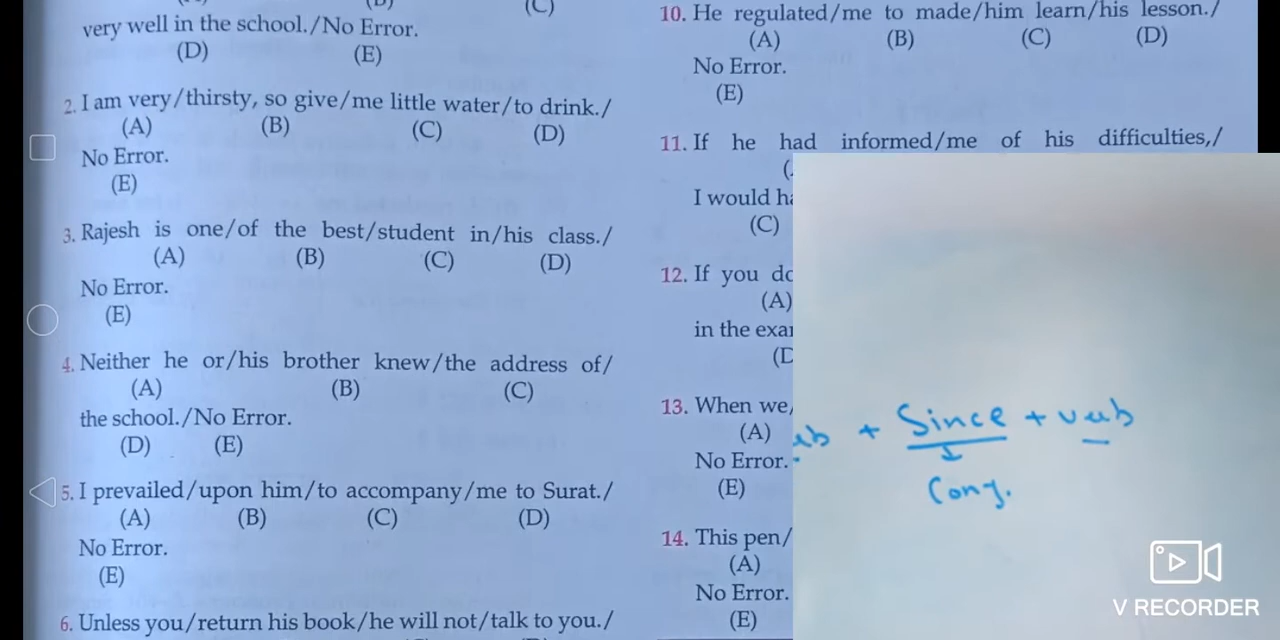 (C)
very well in the school./No Error.
(D) (E)
2. I am very/thirsty, so give/me little water/to drink./
(A) (B) (C) (D)
No Error.
(E)
3. Rajesh is one/of the best/student in/his class./
(A) (B) (C) (D)
No Error.
(E)
4. Neither he or/his brother knew/the address of/
(A) (B) (C)
the school./No Error.
(D) (E)
5. I prevailed/upon him/to accompany/me to Surat./
(A) (B) (C) (D)
No Error.
(E)
6. Unless you/return his book/he will not/talk to you./
10. He regulated/me to made/him learn/his lesson./
(A) (B) (C) (D)
No Error.
(E)
11. If he had informed/me of his difficulties,/
I would
(C)
12. If you
(A)
in the
13. When we/
(A)
No Error.
(E)
14. This pen/
(A)
No Error.
(E)
+ Since + verb
Conj.
V RECORDER